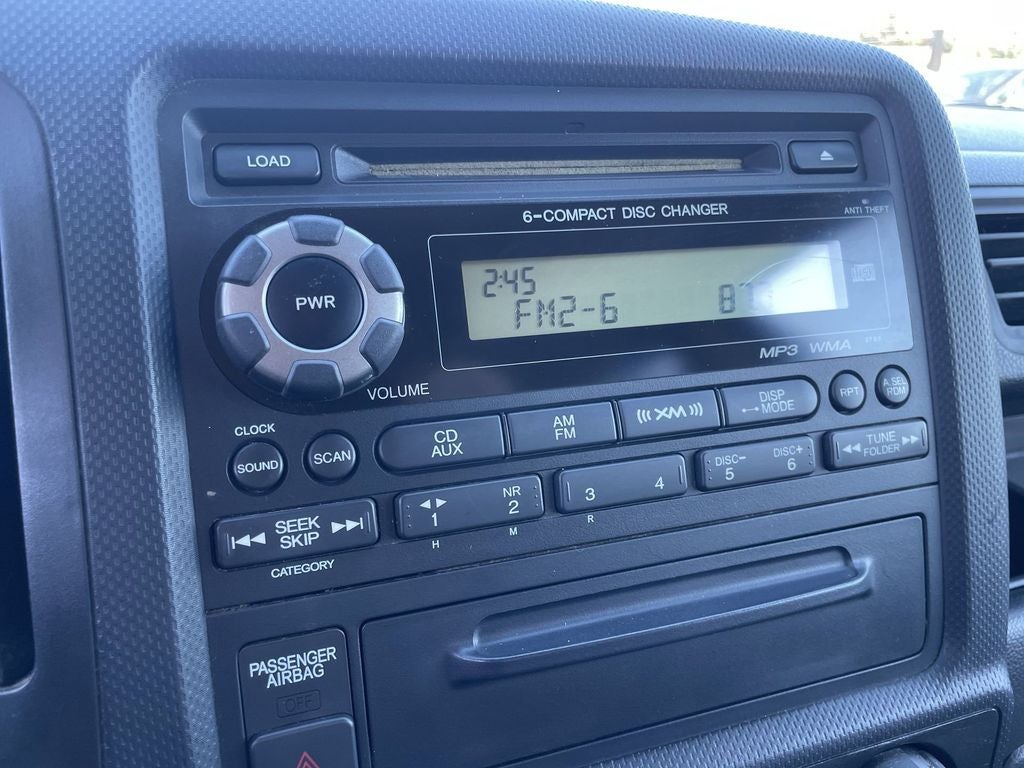 LOAD
6-COMPACT DISC CHANGER
ANTI THEFT
2:45
FM2-6 8
PWR
MP3 WMA
VOLUME
CLOCK
SOUND
SCAN
CD
AUX
AM
FM
XM
DISP
MODE
RPT
A.SEL
RDM
SEEK
SKIP
CATEGORY
1
NR
2
H
M
3
4
R
DISC-
5
DISC+
6
TUNE
FOLDER
PASSENGER
AIRBAG
OFF